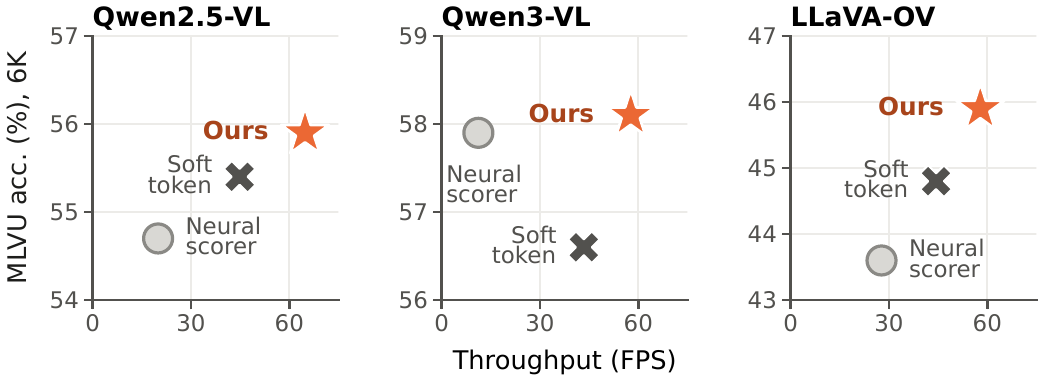 Qwen2.5-VL
MLVU acc. (%), 6K
57
56
55
54
0
30
60
Ours
Soft
token
Neural
scorer
Qwen3-VL
59
58
57
56
0
30
60
Ours
Neural
scorer
Soft
token
Throughput (FPS)
LLaVA-OV
47
46
45
44
43
0
30
60
Ours
Soft
token
Neural
scorer